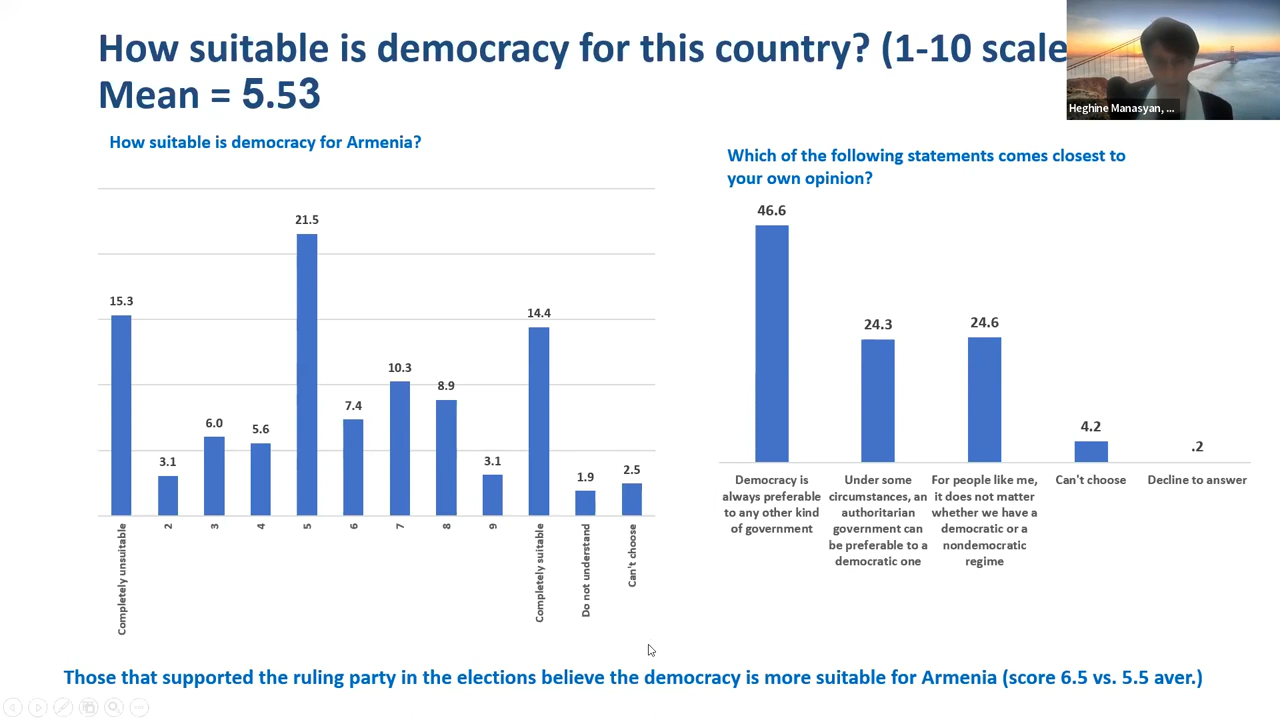 How suitable is democracy for this country? (1-10 scale
Mean = 5.53
Heghine Manasyan, ...
How suitable is democracy for Armenia?
21.5
15.3
14.4
10.3
8.9
7.4
6.0
5.6
3.1
3.1
1.9
2.5
Completely unsuitable
2
3
4
5
6
7
8
9
Completely suitable
Do not understand
Can't choose
Which of the following statements comes closest to
your own opinion?
46.6
24.3
24.6
4.2
.2
Democracy is
always preferable
to any other kind
of government
Under some
circumstances, an
authoritarian
government can
be preferable to a
democratic one
For people like me,
it does not matter
whether we have a
democratic or a
nondemocratic
regime
Can't choose
Decline to answer
Those that supported the ruling party in the elections believe the democracy is more suitable for Armenia (score 6.5 vs. 5.5 aver.)